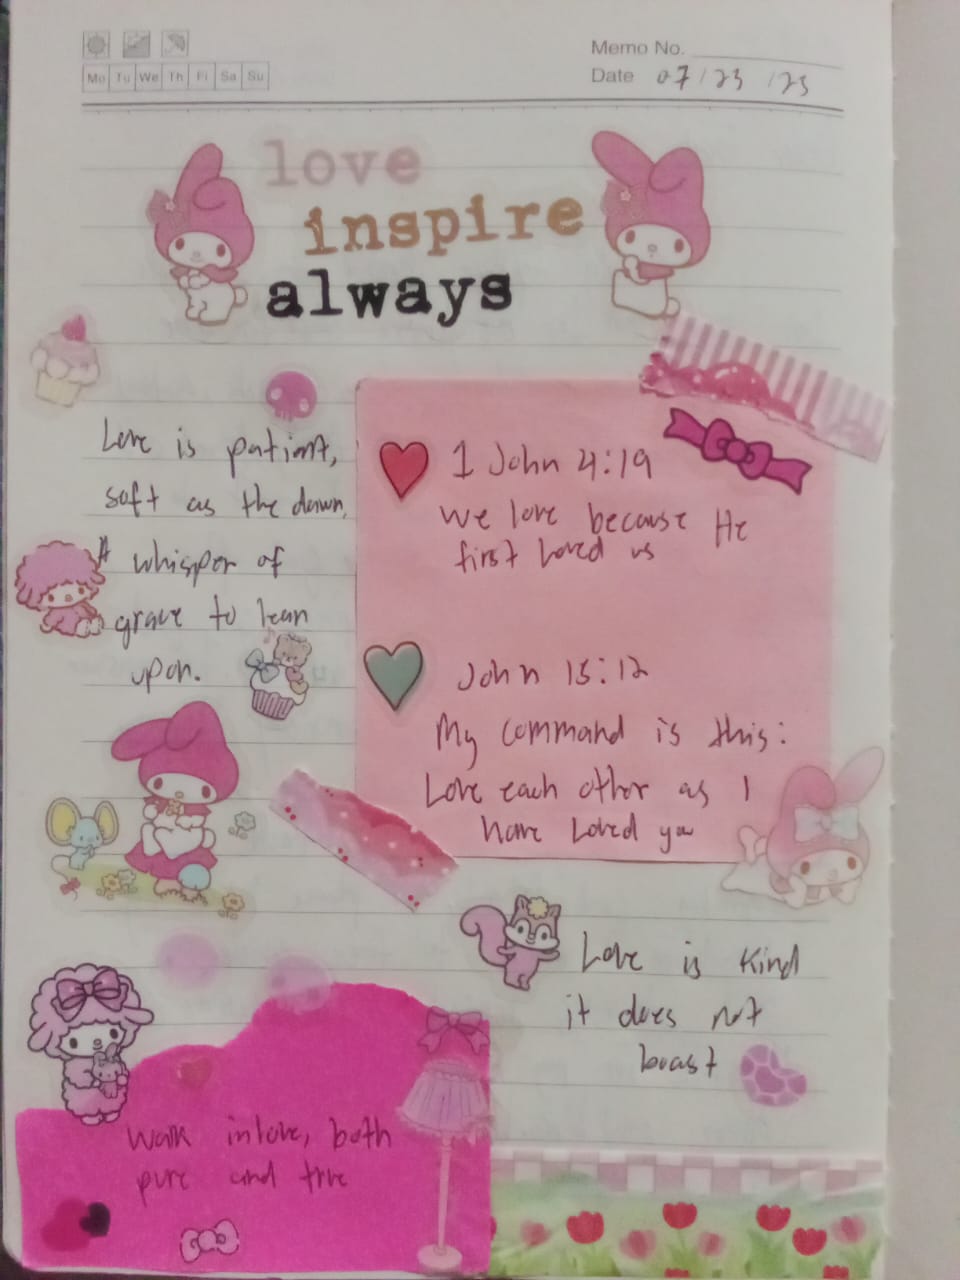 Memo No.
Mo Tu We Th Fi Sa Su
Date 07/23/23
love
inspire
always
Love is patient,
soft as the dawn,
A whisper of
grace to lean
upon.
1 John 4:19
We love because He
first loved us
John 15:12
My command is this:
Love each other as I
have Loved you
Love is kind
it does not
boast
Walk in love, both
pure and true